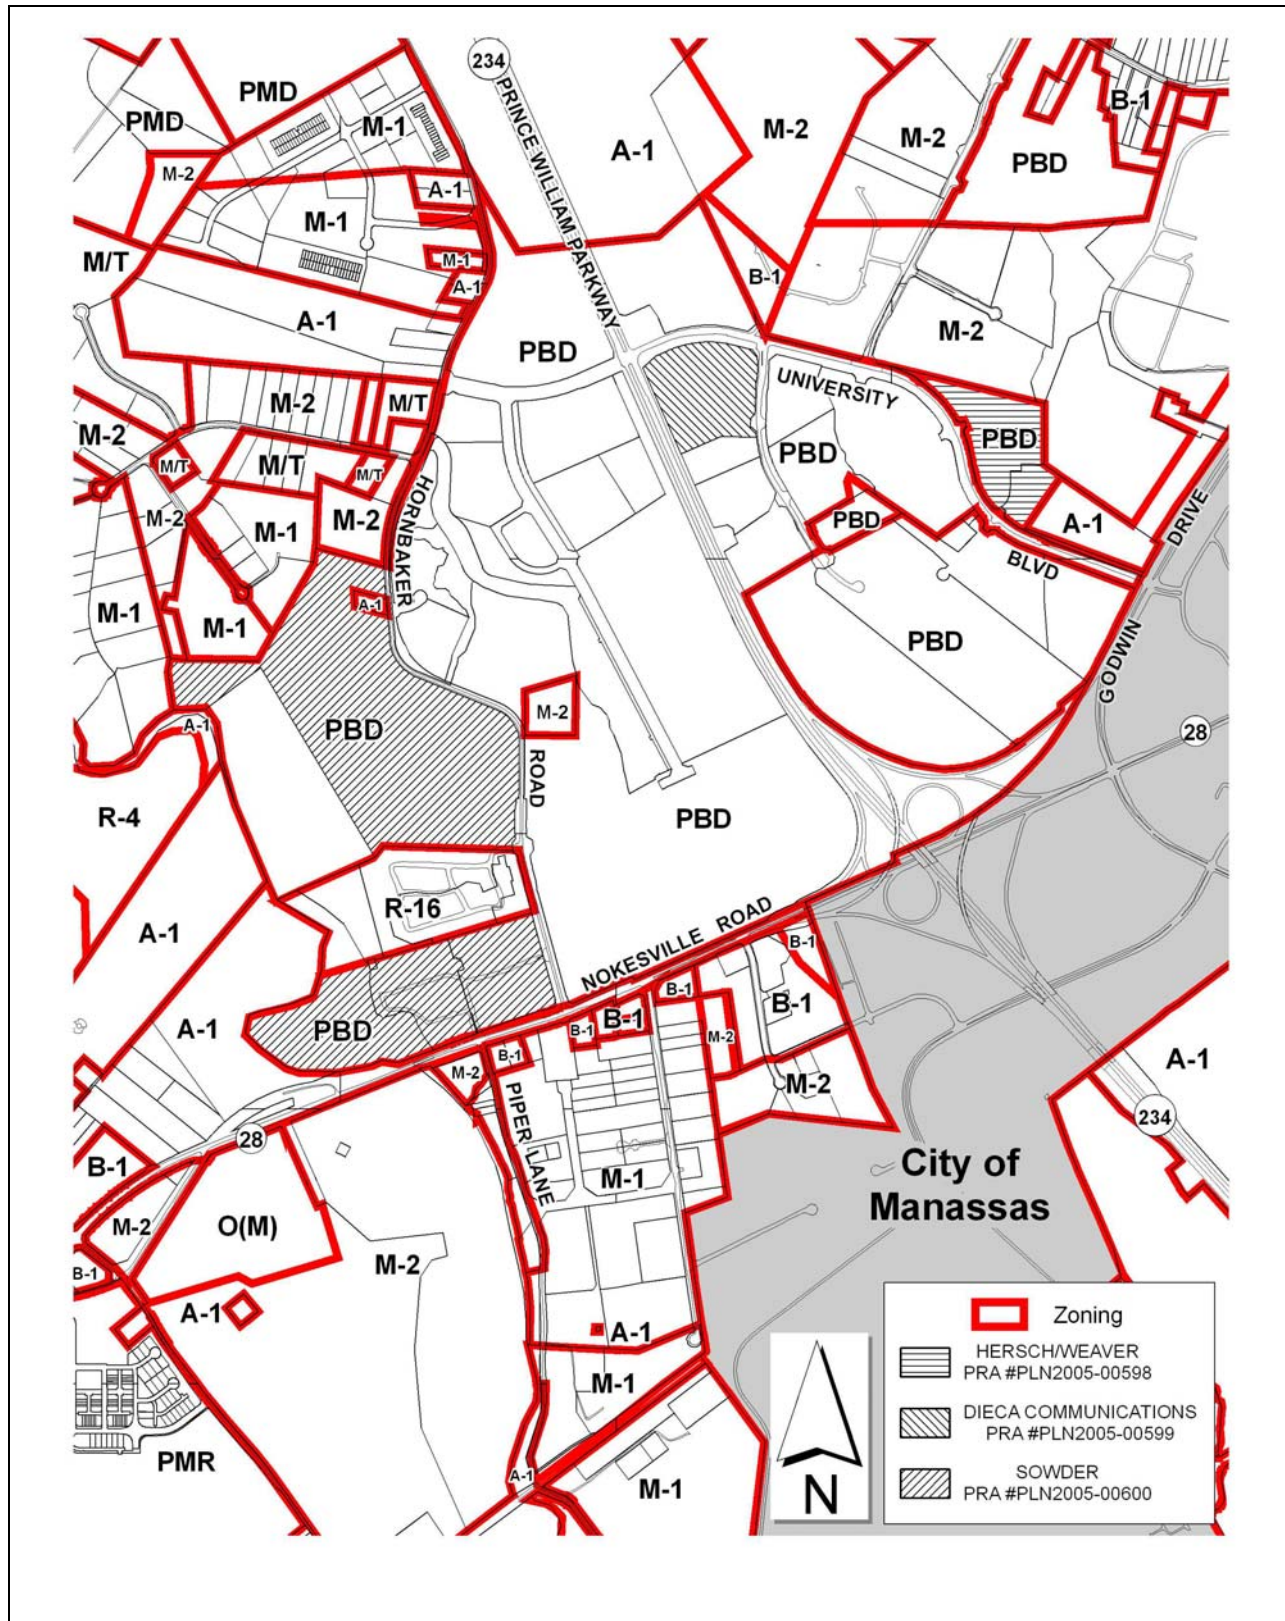 234
PRINCE WILLIAM PARKWAY
PMD
PMD
M-1
A-1
M-2
M-2
PBD
B-1
M-2
A-1
M-1
M/T
M-1
A-1
B-1
A-1
PBD
M-2
UNIVERSITY
M-2
M/T
M-2
PBD
PBD
M/T
M/T
M/T
HORNBAKER
M-2
M-1
M-2
PBD
A-1
DRIVE
BLVD
A-1
M-1
M-1
PBD
GODWIN
M-2
A-1
PBD
28
ROAD
R-4
PBD
R-16
A-1
NOKESVILLE ROAD
B-1
B-1
B-1
B-1
B-1
A-1
PBD
M-2
B-1
M-2
M-2
A-1
PIPER LANE
234
28
B-1
M-1
City of
Manassas
M-2
O(M)
M-2
B-1
A-1
A-1
M-1
PMR
A-1
M-1
N
Zoning
HERSCH/WEAVER
PRA #PLN2005-00598
DIECA COMMUNICATIONS
PRA #PLN2005-00599
SOWDER
PRA #PLN2005-00600